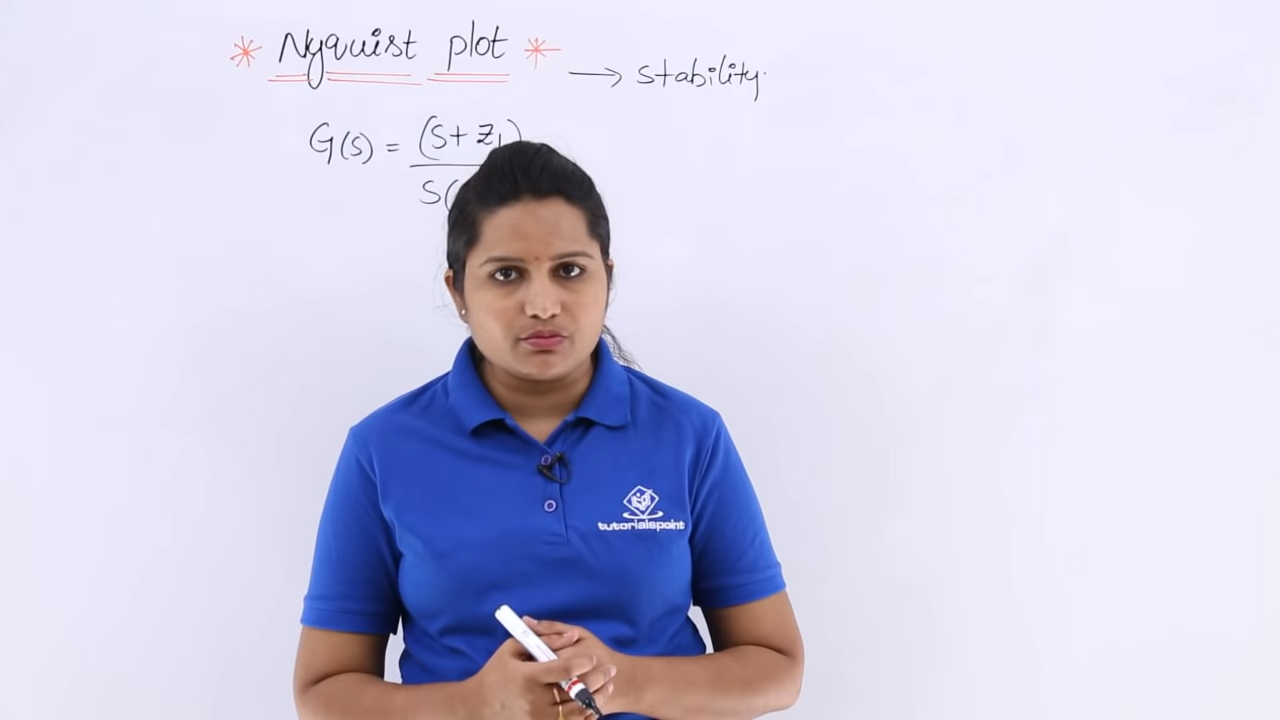 * Nyquist plot * → stability.
G(s) = (s + z1)
s(
tutorialspoint